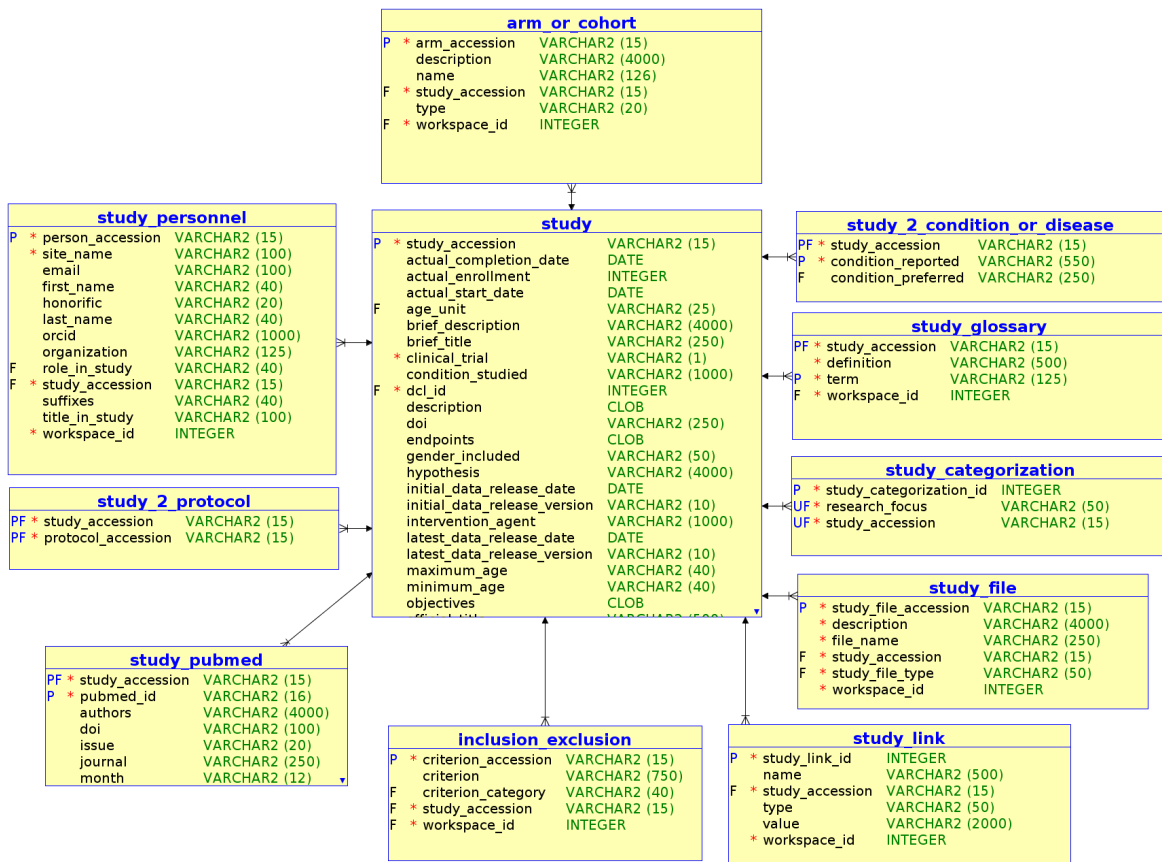 arm_or_cohort
P * arm_accession VARCHAR2 (15)
description VARCHAR2 (4000)
name VARCHAR2 (126)
F * study_accession VARCHAR2 (15)
type VARCHAR2 (20)
F * workspace_id INTEGER
study_personnel
P * person_accession VARCHAR2 (15)
* site_name VARCHAR2 (100)
email VARCHAR2 (100)
first_name VARCHAR2 (40)
honorific VARCHAR2 (20)
last_name VARCHAR2 (40)
orcid VARCHAR2 (1000)
organization VARCHAR2 (125)
F role_in_study VARCHAR2 (40)
F * study_accession VARCHAR2 (15)
suffixes VARCHAR2 (40)
title_in_study VARCHAR2 (100)
* workspace_id INTEGER
study
P * study_accession VARCHAR2 (15)
actual_completion_date DATE
actual_enrollment INTEGER
actual_start_date DATE
F age_unit VARCHAR2 (25)
brief_description VARCHAR2 (4000)
brief_title VARCHAR2 (250)
* clinical_trial VARCHAR2 (1)
condition_studied VARCHAR2 (1000)
F * dcl_id INTEGER
description CLOB
doi VARCHAR2 (250)
endpoints CLOB
gender_included VARCHAR2 (50)
hypothesis VARCHAR2 (4000)
initial_data_release_date DATE
initial_data_release_version VARCHAR2 (10)
intervention_agent VARCHAR2 (1000)
latest_data_release_date DATE
latest_data_release_version VARCHAR2 (10)
maximum_age VARCHAR2 (40)
minimum_age VARCHAR2 (40)
objectives CLOB
study_2_condition_or_disease
PF * study_accession VARCHAR2 (15)
P * condition_reported VARCHAR2 (550)
F condition_preferred VARCHAR2 (250)
study_glossary
PF * study_accession VARCHAR2 (15)
* definition VARCHAR2 (500)
P * term VARCHAR2 (125)
F * workspace_id INTEGER
study_categorization
P * study_categorization_id INTEGER
UF * research_focus VARCHAR2 (50)
UF * study_accession VARCHAR2 (15)
study_2_protocol
PF * study_accession VARCHAR2 (15)
PF * protocol_accession VARCHAR2 (15)
study_file
P * study_file_accession VARCHAR2 (15)
* description VARCHAR2 (4000)
* file_name VARCHAR2 (250)
F * study_accession VARCHAR2 (15)
F * study_file_type VARCHAR2 (50)
* workspace_id INTEGER
study_pubmed
PF * study_accession VARCHAR2 (15)
P * pubmed_id VARCHAR2 (16)
authors VARCHAR2 (4000)
doi VARCHAR2 (100)
issue VARCHAR2 (20)
journal VARCHAR2 (250)
month VARCHAR2 (12)
inclusion_exclusion
P * criterion_accession VARCHAR2 (15)
criterion VARCHAR2 (750)
F criterion_category VARCHAR2 (40)
F * study_accession VARCHAR2 (15)
F * workspace_id INTEGER
study_link
P * study_link_id INTEGER
name VARCHAR2 (500)
F * study_accession VARCHAR2 (15)
type VARCHAR2 (50)
value VARCHAR2 (2000)
* workspace_id INTEGER